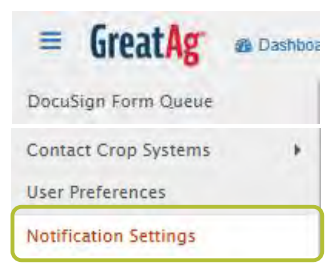 GreatAg Dashboa
DocuSign Form Queue
Contact Crop Systems
User Preferences
Notification Settings